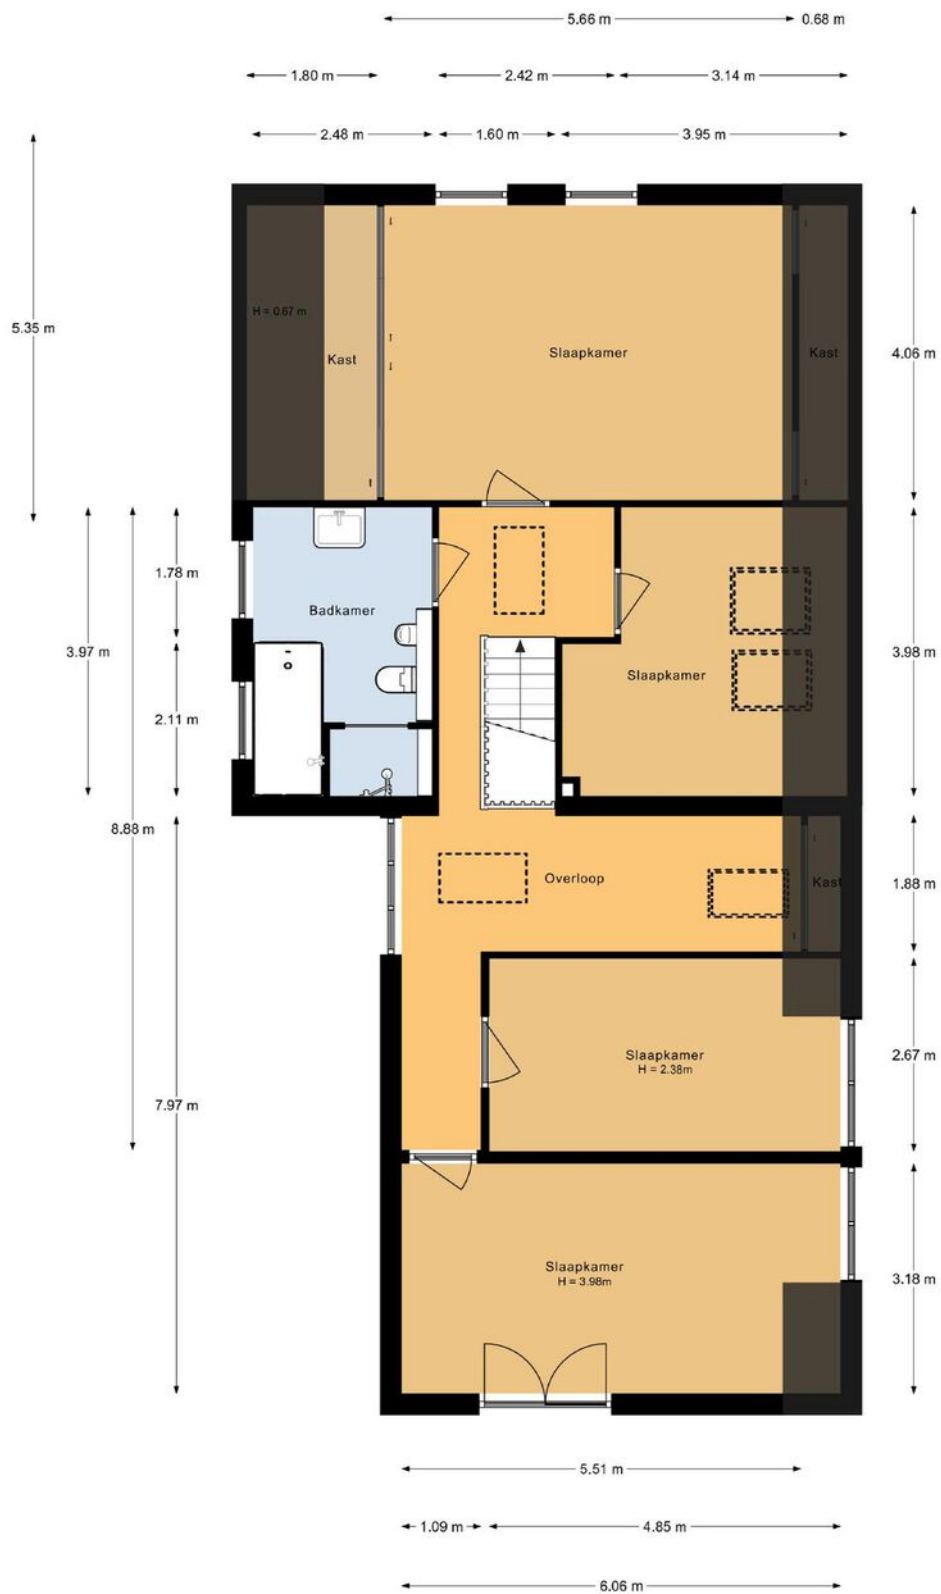 5.66 m
0.68 m
1.80 m
2.42 m
3.14 m
2.48 m
1.60 m
3.95 m
H = 0.67 m
5.35 m
Kast
Slaapkamer
Kast
4.06 m
1.78 m
Badkamer
3.97 m
Slaapkamer
3.98 m
2.11 m
8.88 m
Overloop
Kast
1.88 m
Slaapkamer
H = 2.38m
2.67 m
7.97 m
Slaapkamer
H = 3.98m
3.18 m
5.51 m
1.09 m
4.85 m
6.06 m